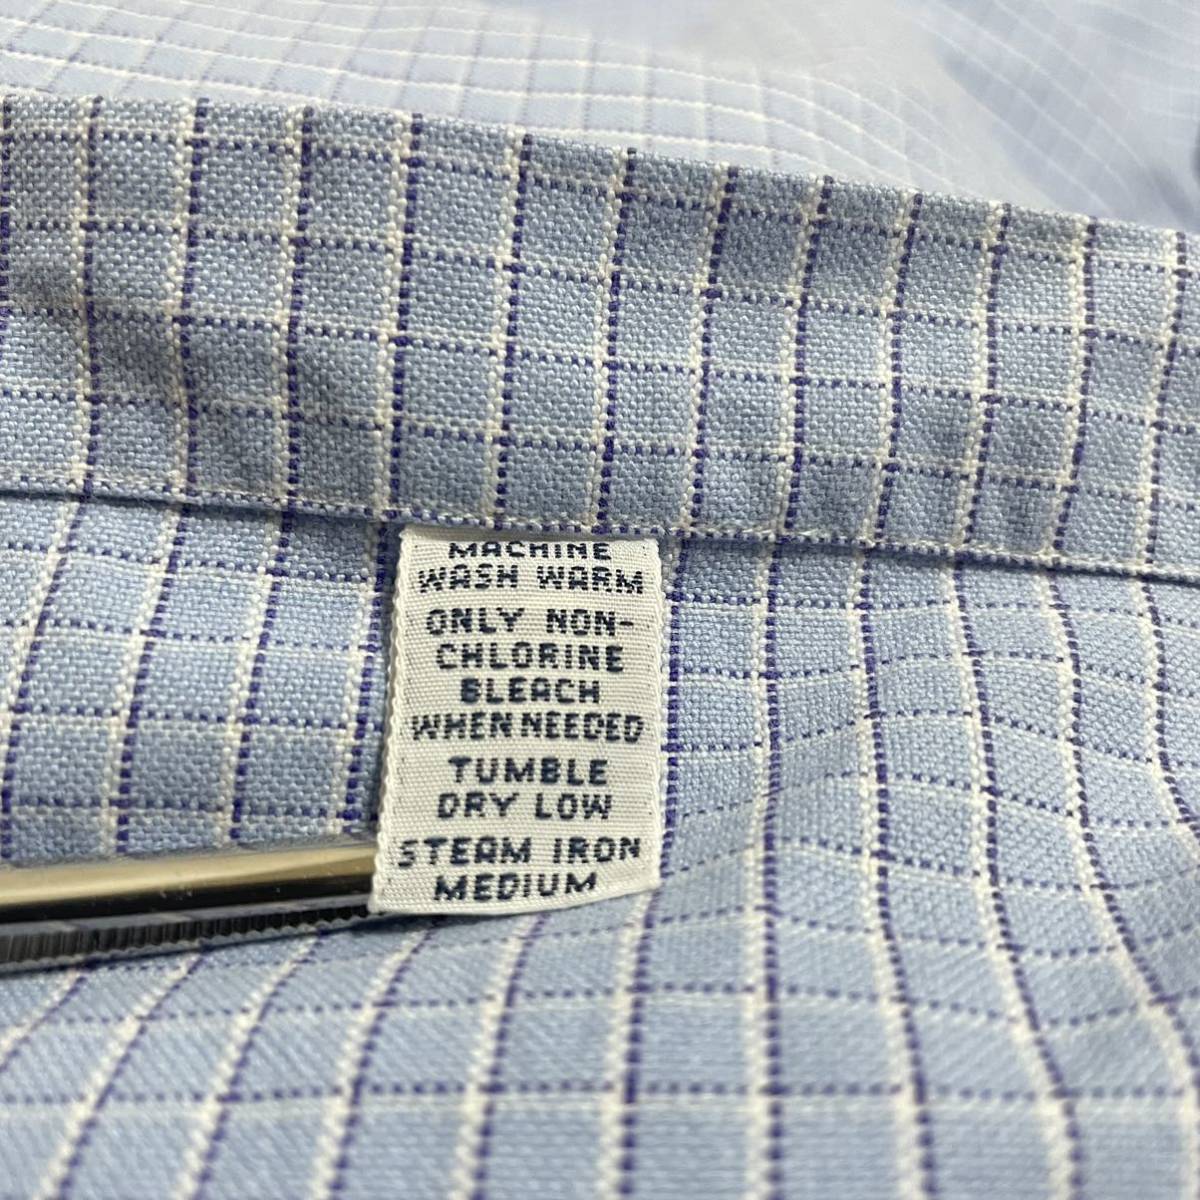 MACHINE
WASH WARM
ONLY NON-
CHLORINE
BLEACH
WHEN NEEDED
TUMBLE
DRY LOW
STEAM IRON
MEDIUM